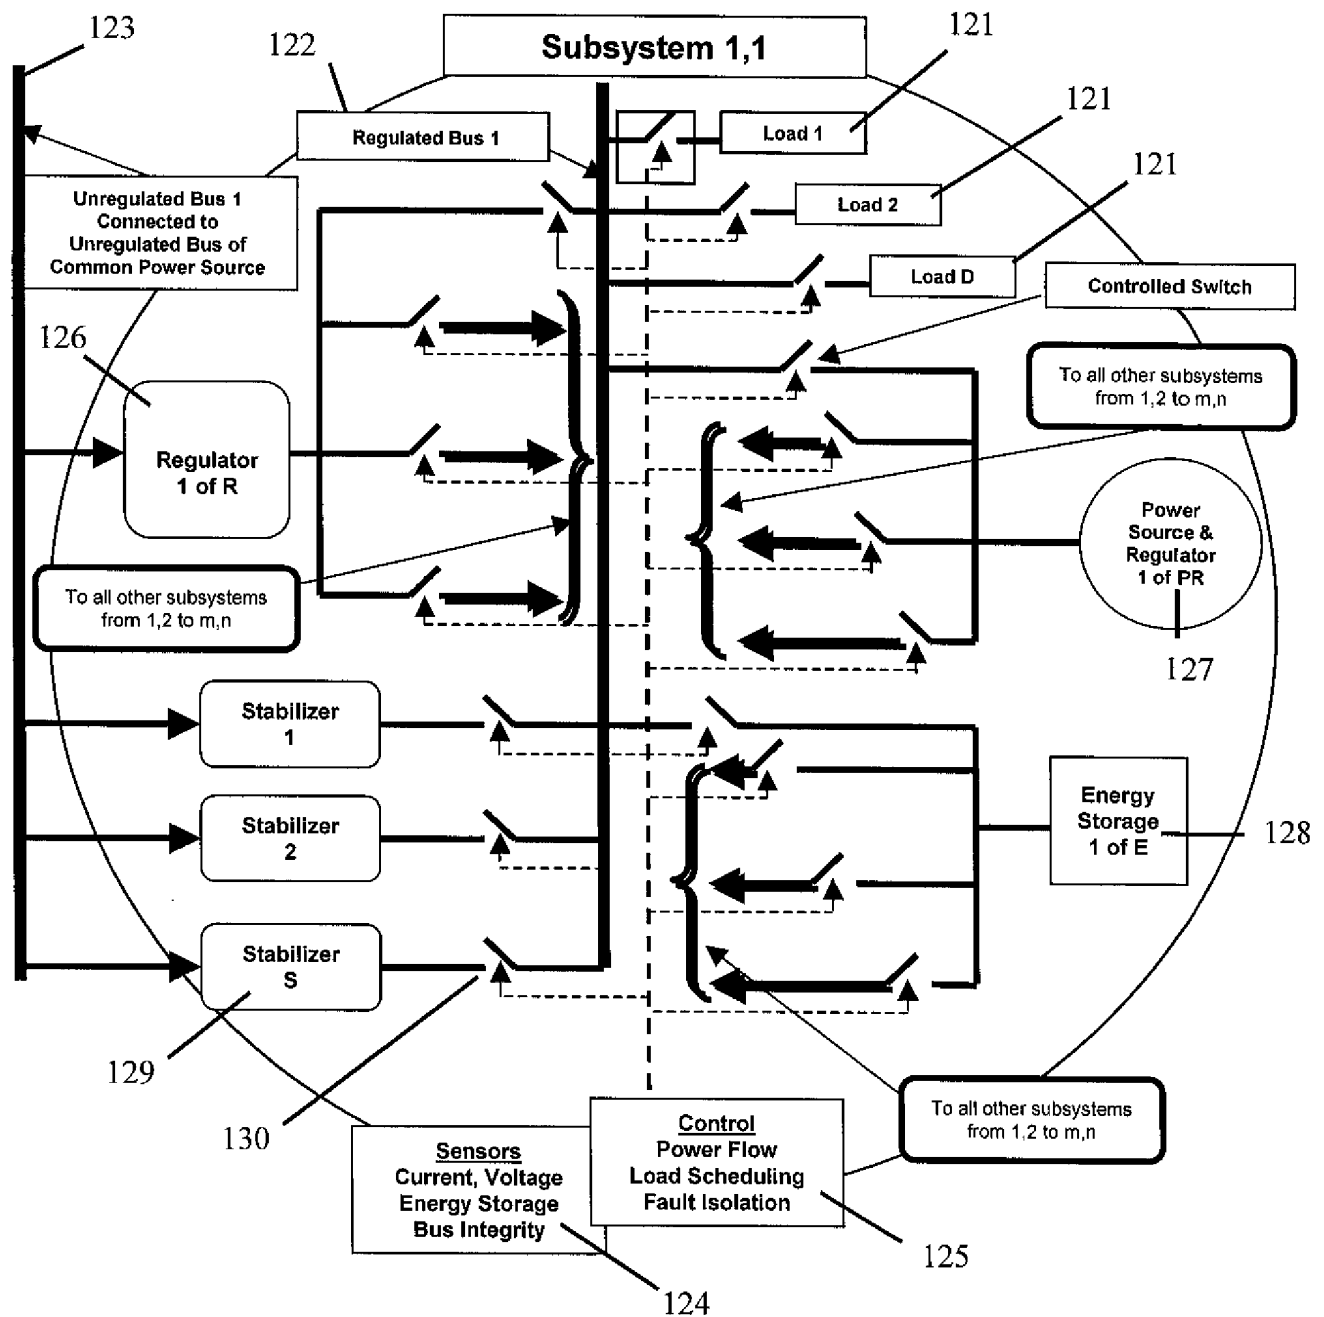 123
122
Subsystem 1,1
121
Regulated Bus 1
Load 1
121
Unregulated Bus 1
Connected to
Unregulated Bus of
Common Power Source
Load 2
121
Load D
Controlled Switch
126
To all other subsystems
from 1,2 to m,n
Regulator
1 of R
Power
Source &
Regulator
1 of PR
To all other subsystems
from 1,2 to m,n
127
Stabilizer
1
Energy
Storage
1 of E
128
Stabilizer
2
Stabilizer
S
129
130
To all other subsystems
from 1,2 to m,n
Sensors
Current, Voltage
Energy Storage
Bus Integrity
Control
Power Flow
Load Scheduling
Fault Isolation
125
124